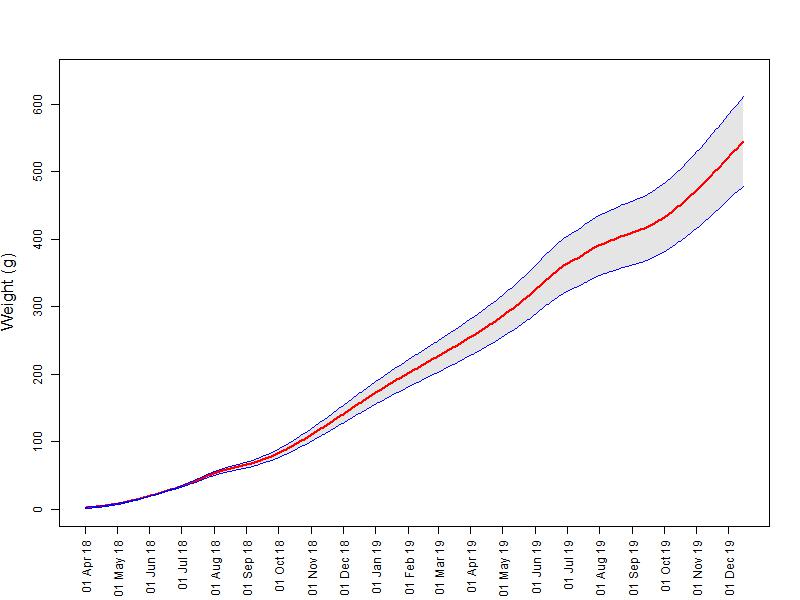 Weight (g)
600
500
400
300
200
100
0
01 Apr 18
01 May 18
01 Jun 18
01 Jul 18
01 Aug 18
01 Sep 18
01 Oct 18
01 Nov 18
01 Dec 18
01 Jan 19
01 Feb 19
01 Mar 19
01 Apr 19
01 May 19
01 Jun 19
01 Jul 19
01 Aug 19
01 Sep 19
01 Oct 19
01 Nov 19
01 Dec 19